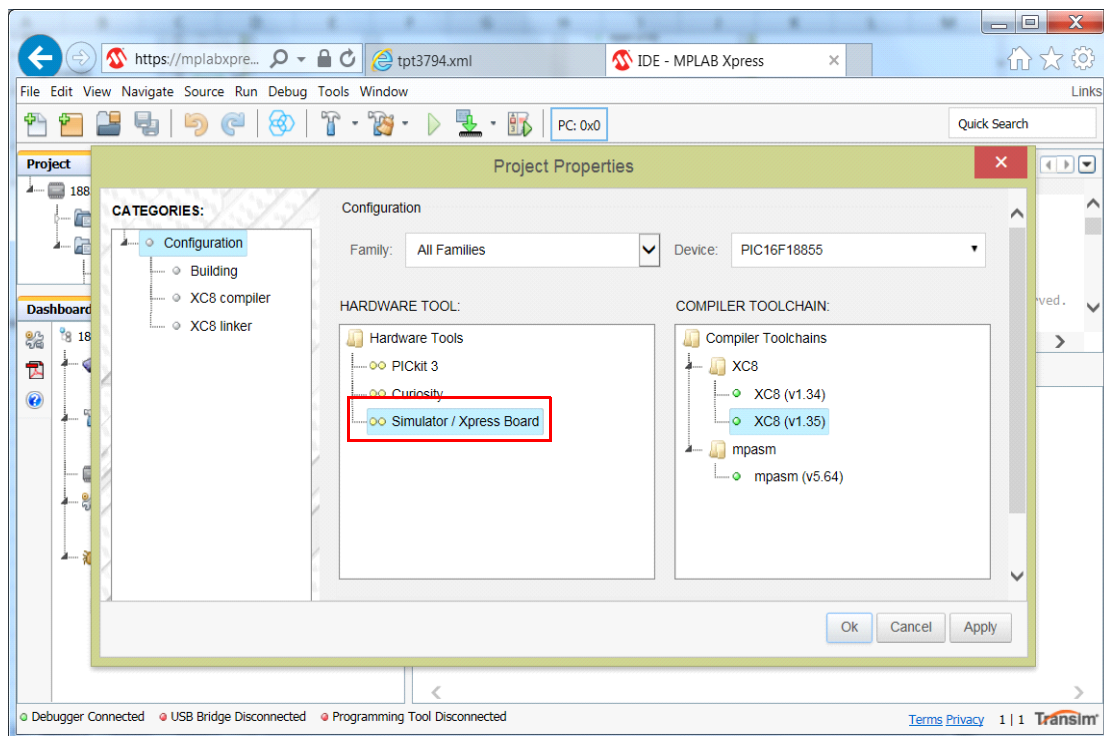 https://mplabxpre...
tpt3794.xml
IDE - MPLAB Xpress
File Edit View Navigate Source Run Debug Tools Window
Links
PC: 0x0
Quick Search
Project
Project Properties
188
CATEGORIES:
Configuration
Configuration
Family:
All Families
Device:
PIC16F18855
Building
XC8 compiler
XC8 linker
HARDWARE TOOL:
COMPILER TOOLCHAIN:
Dashboard
18
rved.
Hardware Tools
PICkit 3
Curiosity
Simulator / Xpress Board
Compiler Toolchains
XC8
XC8 (v1.34)
XC8 (v1.35)
mpasm
mpasm (v5.64)
Ok
Cancel
Apply
Debugger Connected
USB Bridge Disconnected
Programming Tool Disconnected
Terms Privacy 1 | 1 Transim